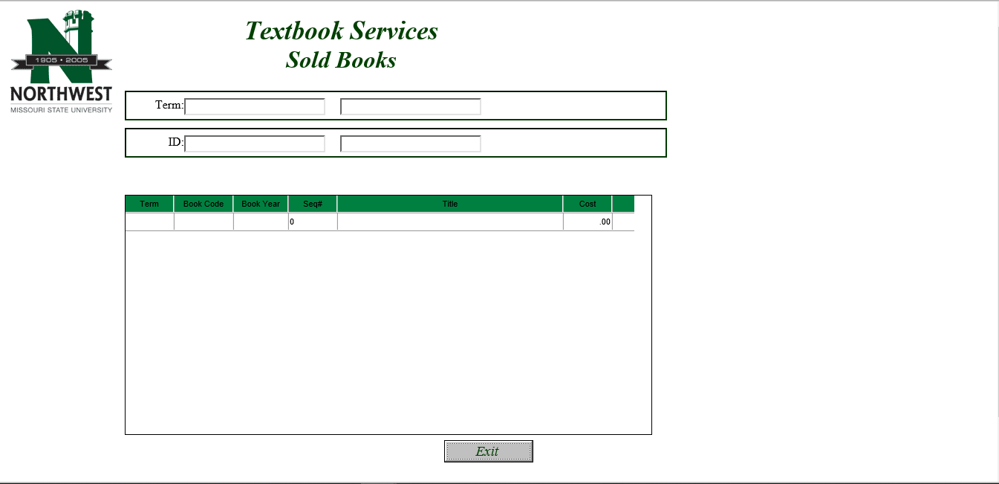 Textbook Services
Sold Books
1905 • 2005
NORTHWEST
MISSOURI STATE UNIVERSITY
Term:
ID:
Term Book Code Book Year Seq# Title Cost
0 .00
Exit